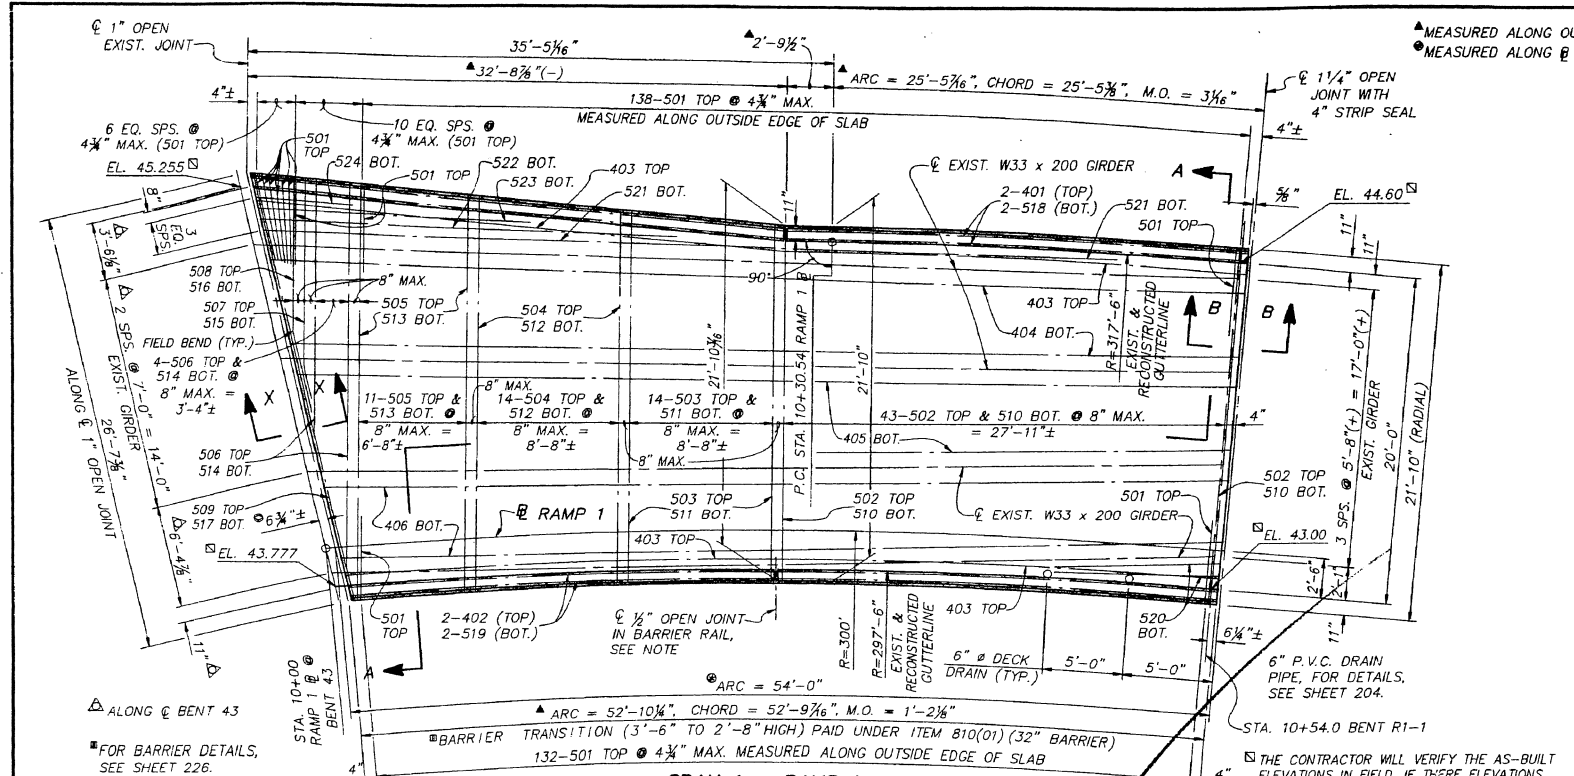 ℄ 1" OPEN
EXIST. JOINT
35'-5 1/16"
▲ 2'-9½"
▲ 32'-8⅞"(-)
▲ ARC = 25'-5 7/16", CHORD = 25'-5⅜", M.O. = 3 1/16"
▲ MEASURED ALONG OU
MEASURED ALONG ⅊
℄ 1¼" OPEN
JOINT WITH
4" STRIP SEAL
4"±
138-501 TOP @ 4¾" MAX.
MEASURED ALONG OUTSIDE EDGE OF SLAB
4"±
6 EQ. SPS. @
4¾" MAX. (501 TOP)
10 EQ. SPS. @
4¾" MAX. (501 TOP)
501
TOP
524 BOT.
501 TOP
522 BOT.
523 BOT.
403 TOP
521 BOT.
℄ EXIST. W33 x 200 GIRDER
A
2-401 (TOP)
2-518 (BOT.)
521 BOT.
501 TOP
⅝"
EL. 44.60
EL. 45.255
8"
3
EQ.
SPS.
3'-6⅛"
11"
11"
11"
508 TOP
516 BOT.
507 TOP
515 BOT.
FIELD BEND (TYP.)
4-506 TOP &
514 BOT. @
8" MAX. =
3'-4"±
8" MAX.
505 TOP
513 BOT.
504 TOP
512 BOT.
90°
403 TOP
404 BOT.
R=317'-6"
EXIST. &
RECONSTRUCTED
GUTTERLINE
B
B
2 SPS. @ 7'-0" = 14'-0"
EXIST. GIRDER
26'-7⅜"
ALONG ℄ 1" OPEN JOINT
6'-4⅞"
11"
X
X
11-505 TOP &
513 BOT. @
8" MAX. =
6'-8"±
8" MAX.
14-504 TOP &
512 BOT. @
8" MAX. =
8'-8"±
14-503 TOP &
511 BOT. @
8" MAX. =
8'-8"±
8" MAX.
21'-10 3/16"
P.C. STA. 10+30.54 RAMP 1 ⅊
21'-10"
43-502 TOP & 510 BOT. @ 8" MAX.
= 27'-11"±
4"
405 BOT.
3 SPS. @ 5'-8"(+) = 17'-0"(+)
EXIST. GIRDER
20'-0"
21'-10" (RADIAL)
506 TOP
514 BOT.
509 TOP
517 BOT.
6¾"±
EL. 43.777
406 BOT.
⅊ RAMP 1
503 TOP
511 BOT.
502 TOP
510 BOT.
501 TOP
502 TOP
510 BOT.
℄ EXIST. W33 x 200 GIRDER
EL. 43.00
403 TOP
2'-6"
2'-1"
11"
501
TOP
2-402 (TOP)
2-519 (BOT.)
℄ ½" OPEN JOINT
IN BARRIER RAIL,
SEE NOTE
R=300'
R=297'-6"
EXIST. &
RECONSTRUCTED
GUTTERLINE
403 TOP
520
BOT.
6¼"±
6" ø DECK
DRAIN (TYP.)
5'-0"
5'-0"
6" P.V.C. DRAIN
PIPE, FOR DETAILS,
SEE SHEET 204.
A
STA. 10+00
RAMP 1 ⅊ @
BENT 43
ALONG ℄ BENT 43
ARC = 54'-0"
▲ ARC = 52'-10¼", CHORD = 52'-9 7/16", M.O. = 1'-2⅛"
STA. 10+54.0 BENT R1-1
BARRIER TRANSITION (3'-6" TO 2'-8" HIGH) PAID UNDER ITEM 810(01) (32" BARRIER)
FOR BARRIER DETAILS,
SEE SHEET 226.
132-501 TOP @ 4¾" MAX. MEASURED ALONG OUTSIDE EDGE OF SLAB
4"
4"
THE CONTRACTOR WILL VERIFY THE AS-BUILT